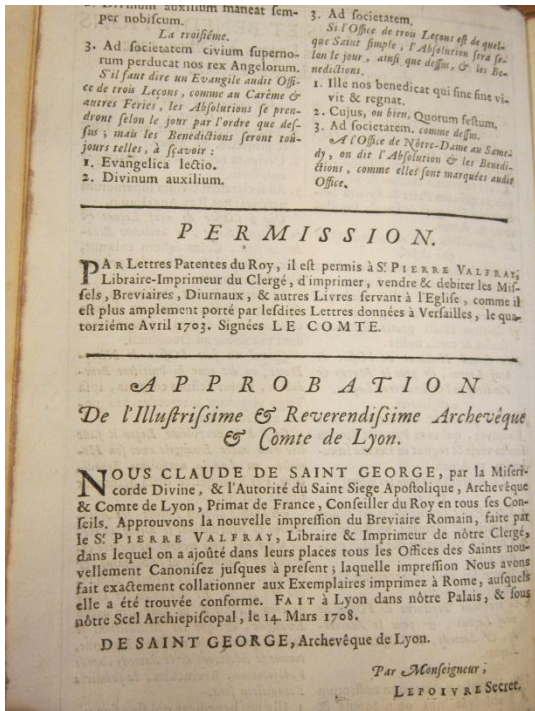 2. Divinum auxilium maneat sem-
per nobiscum.
La troisiéme.
3. Ad societatem civium superno-
rum perducat nos rex Angelorum.
S'il faut dire un Evangile audit Offi-
ce de trois Leçons, comme au Carême &
autres Feries, les Absolutions se pren-
dront selon le jour par l'ordre que des-
sus ; mais les Benedictions seront toû-
jours telles, à sçavoir :
1. Evangelica lectio.
2. Divinum auxilium.
3. Ad societatem.
Si l'Office de trois Leçons est de quel-
que Saint simple, l'Absolution sera se-
lon le jour, ainsi que dessus, & les Be-
nedictions.
1. Ille nos benedicat qui sine fine vi-
vit & regnat.
2. Cujus, ou bien, Quorum festum.
3. Ad societatem. comme dessus.
A l'Office de Nôtre-Dame au Same-
dy, on dit l'Absolution & les Benedi-
ctions, comme elles sont marquées audit
Office.
PERMISSION.
PAR Lettres Patentes du Roy, il est permis à Sr. PIERRE VALFRAY,
Libraire-Imprimeur du Clergé, d'imprimer, vendre & debiter les Mis-
sels, Breviaires, Diurnaux, & autres Livres servant à l'Eglise, comme il
est plus amplement porté par lesdites Lettres données à Versailles, le qua-
torziéme Avril 1703. Signées LE COMTE.
APPROBATION
De l'Illustrissime & Reverendissime Archevêque
& Comte de Lyon.
NOUS CLAUDE DE SAINT GEORGE, par la Miseri-
corde Divine, & l'Autorité du Saint Siege Apostolique, Archevêque
& Comte de Lyon, Primat de France, Conseiller du Roy en tous ses Con-
seils. Approuvons la nouvelle impression du Breviaire Romain, faite par
le Sr. PIERRE VALFRAY, Libraire & Imprimeur de nôtre Clergé,
dans lequel on a ajoûté dans leurs places tous les Offices des Saints nou-
vellement Canonisez jusques à present ; laquelle impression Nous avons
fait exactement collationner aux Exemplaires imprimez à Rome, ausquels
elle a été trouvée conforme. FAIT à Lyon dans nôtre Palais, & sous
nôtre Scel Archiepiscopal, le 14. Mars 1708.
DE SAINT GEORGE, Archevêque de Lyon.
Par Monseigneur ;
LEPOIVRE Secret.